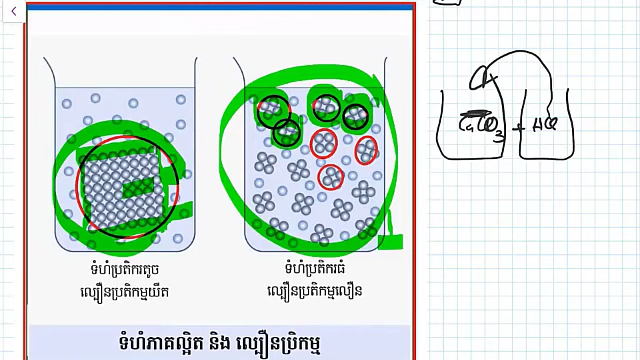 CaCO₃ + HCl
ទំហំប្រតិករតូច
ល្បឿនប្រតិកម្មយឺត
ទំហំប្រតិករធំ
ល្បឿនប្រតិកម្មលឿន
ទំហំភាគល្អិត និង ល្បឿនប្រិកម្ម